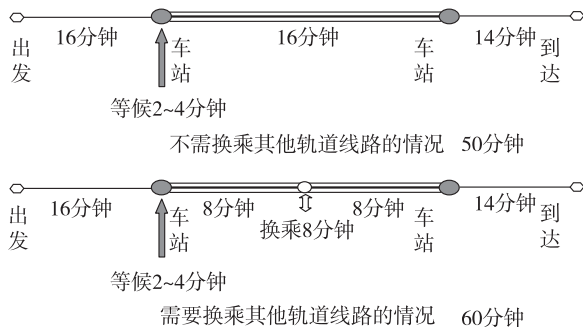 16分钟 16分钟 14分钟
出发 车站 车站 到达
等候2~4分钟
不需换乘其他轨道线路的情况 50分钟
16分钟 8分钟 8分钟 14分钟
出发 车站 换乘8分钟 车站 到达
等候2~4分钟
需要换乘其他轨道线路的情况 60分钟